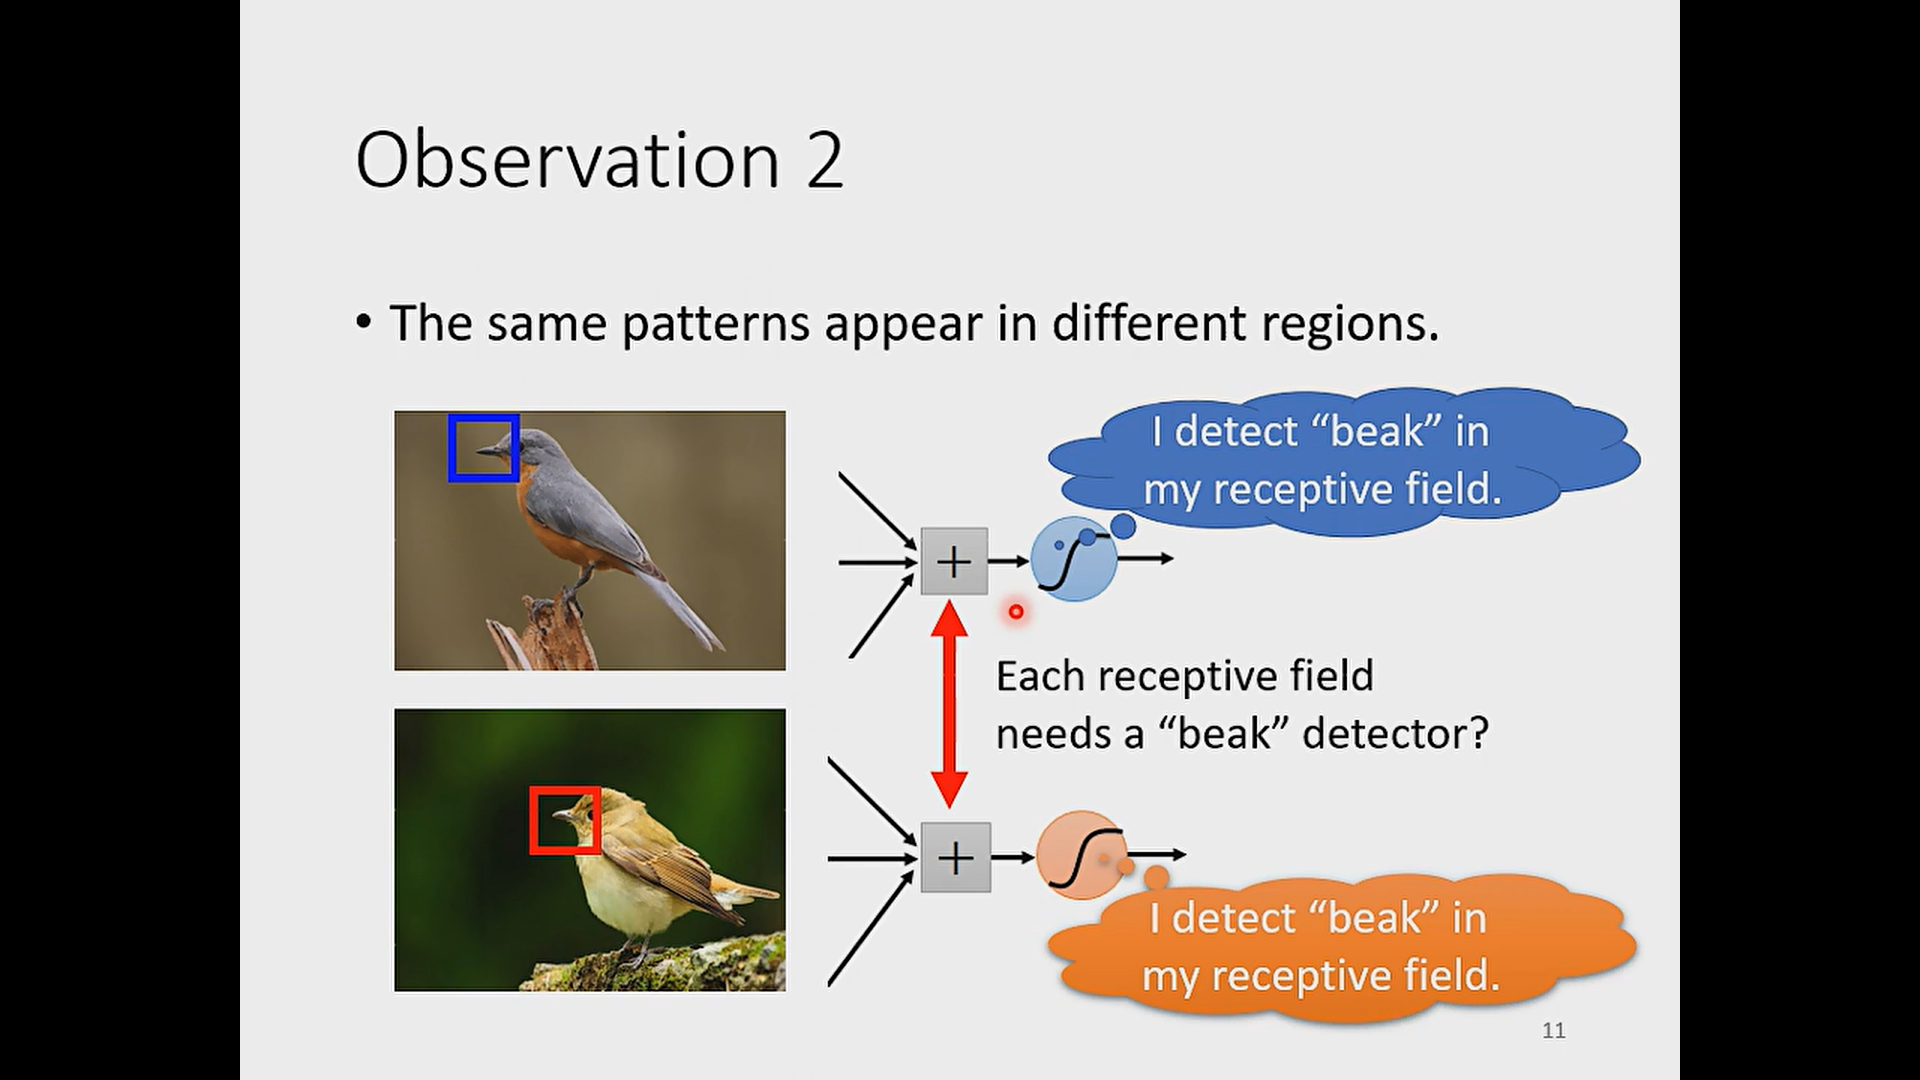 Observation 2
• The same patterns appear in different regions.
I detect “beak” in
my receptive field.
+
Each receptive field
needs a “beak” detector?
+
I detect “beak” in
my receptive field.
11